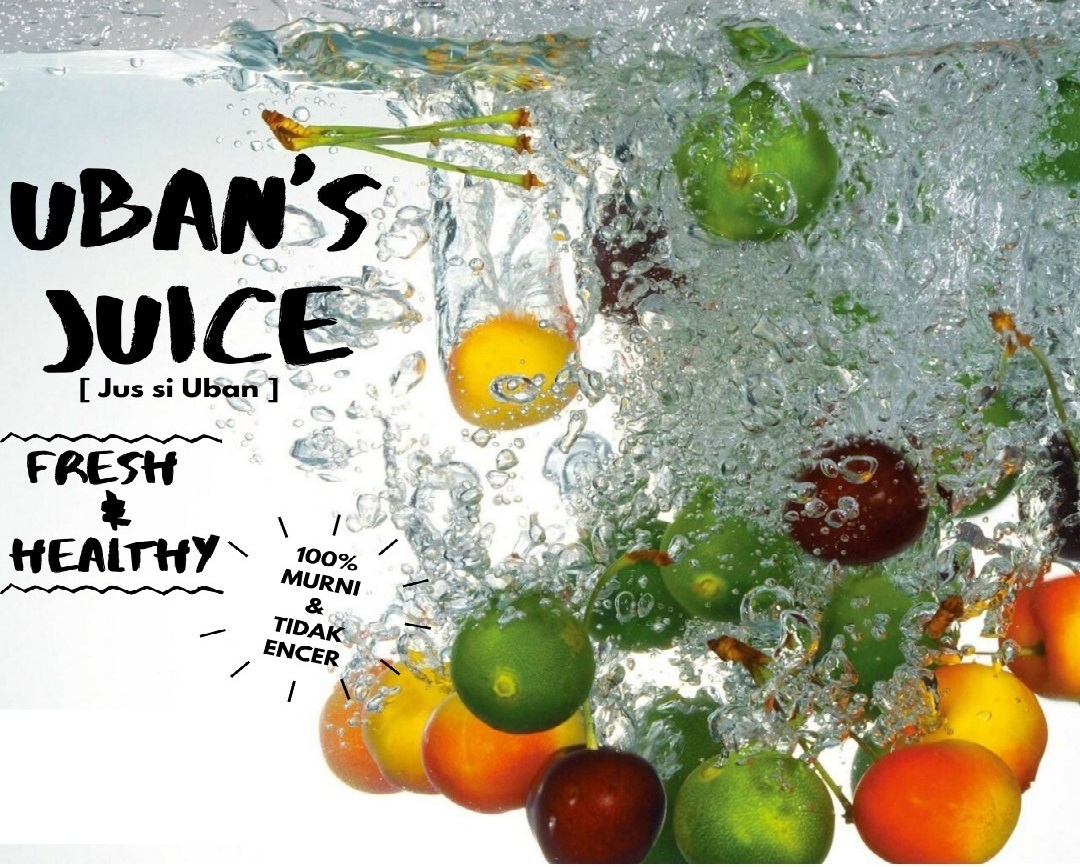 UBAN'S
JUICE
[ Jus si Uban ]
FRESH
&
HEALTHY
100%
MURNI
&
TIDAK
ENCER